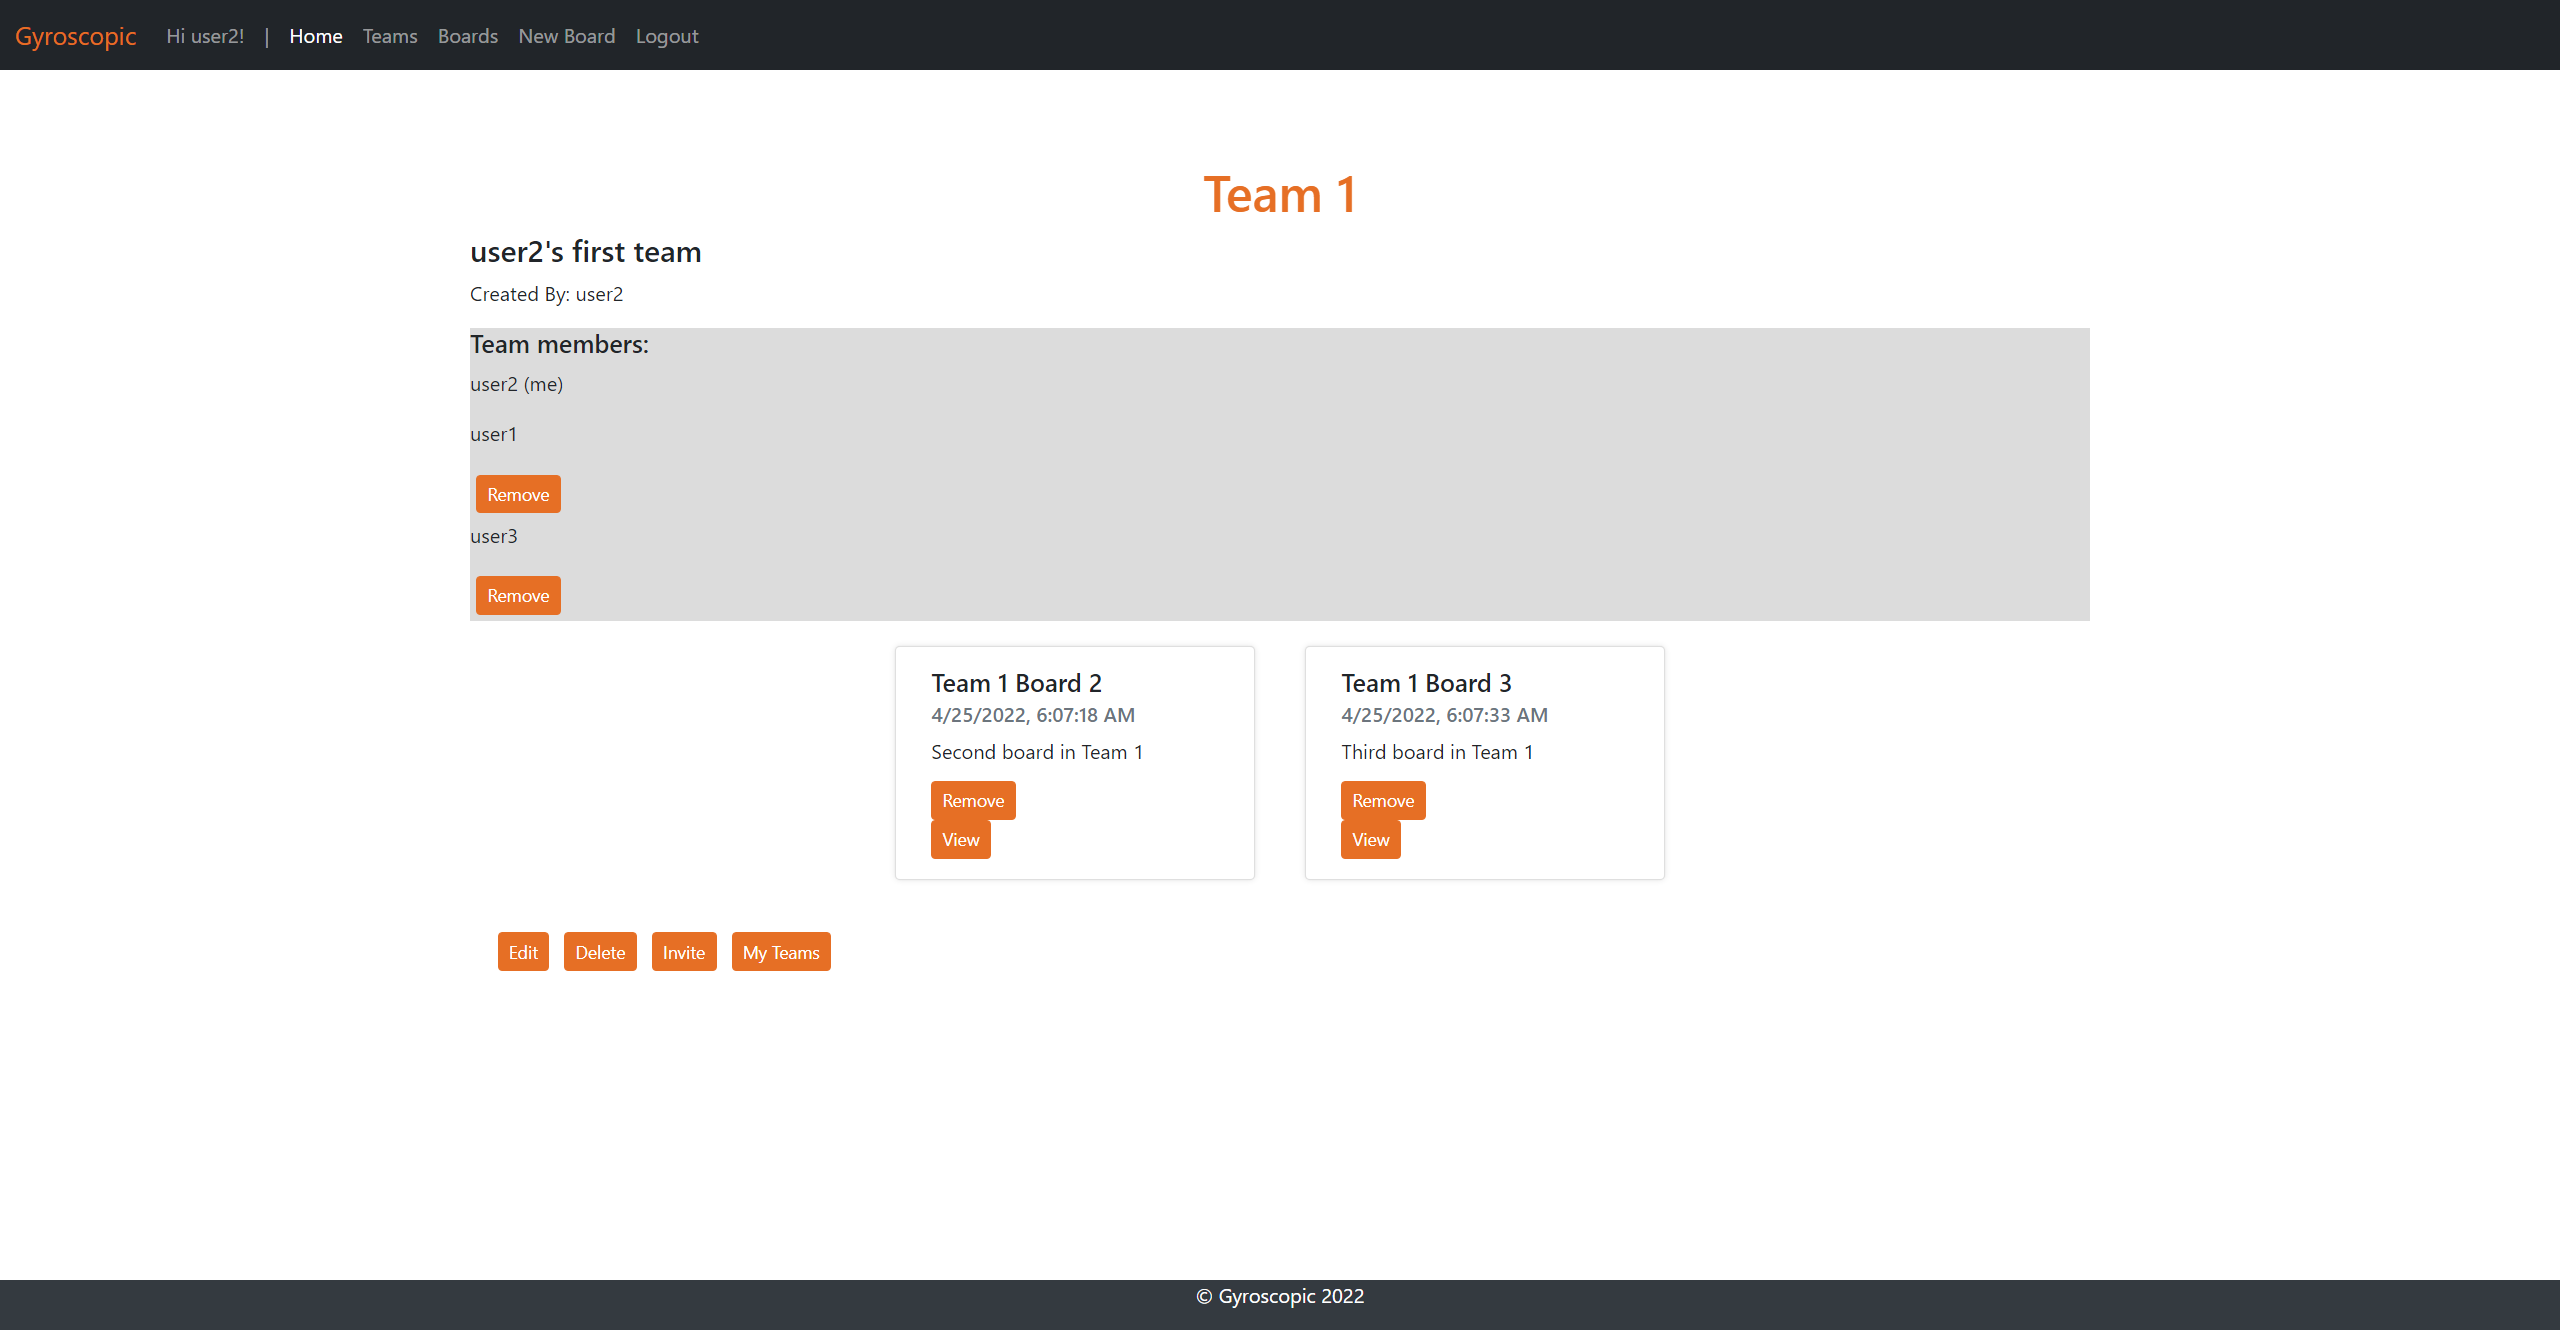 Gyroscopic Hi user2! | Home Teams Boards New Board Logout
Team 1
user2's first team
Created By: user2
Team members:
user2 (me)
user1
Remove
user3
Remove
Team 1 Board 2
4/25/2022, 6:07:18 AM
Second board in Team 1
Remove
View
Team 1 Board 3
4/25/2022, 6:07:33 AM
Third board in Team 1
Remove
View
Edit Delete Invite My Teams
© Gyroscopic 2022